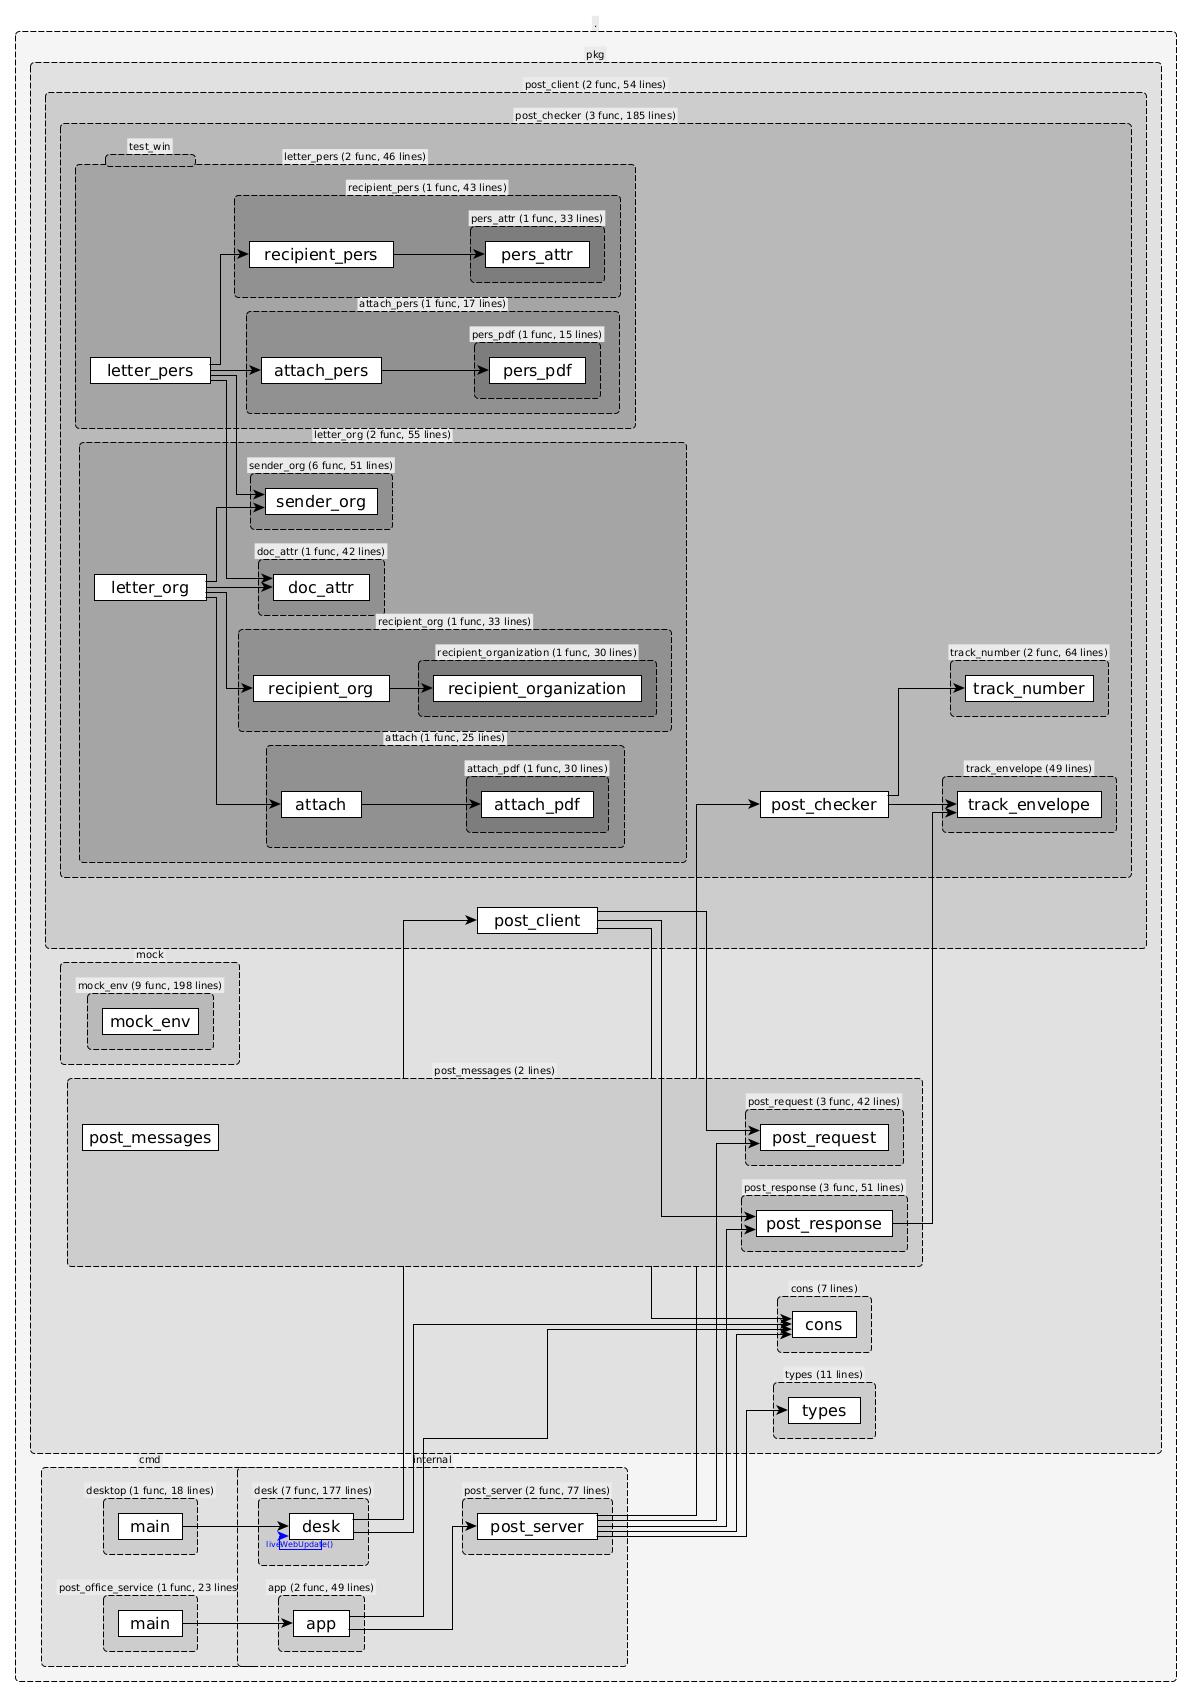 .
pkg
post_client (2 func, 54 lines)
post_checker (3 func, 185 lines)
test_win
letter_pers (2 func, 46 lines)
recipient_pers (1 func, 43 lines)
pers_attr (1 func, 33 lines)
recipient_pers
pers_attr
attach_pers (1 func, 17 lines)
pers_pdf (1 func, 15 lines)
letter_pers
attach_pers
pers_pdf
letter_org (2 func, 55 lines)
sender_org (6 func, 51 lines)
sender_org
doc_attr (1 func, 42 lines)
letter_org
doc_attr
recipient_org (1 func, 33 lines)
recipient_organization (1 func, 30 lines)
track_number (2 func, 64 lines)
recipient_org
recipient_organization
track_number
attach (1 func, 25 lines)
attach_pdf (1 func, 30 lines)
track_envelope (49 lines)
attach
attach_pdf
post_checker
track_envelope
post_client
mock
mock_env (9 func, 198 lines)
mock_env
post_messages (2 lines)
post_request (3 func, 42 lines)
post_messages
post_request
post_response (3 func, 51 lines)
post_response
cons (7 lines)
cons
types (11 lines)
types
cmd
internal
desktop (1 func, 18 lines)
desk (7 func, 177 lines)
post_server (2 func, 77 lines)
main
desk
post_server
liveWebUpdate()
post_office_service (1 func, 23 lines
app (2 func, 49 lines)
main
app